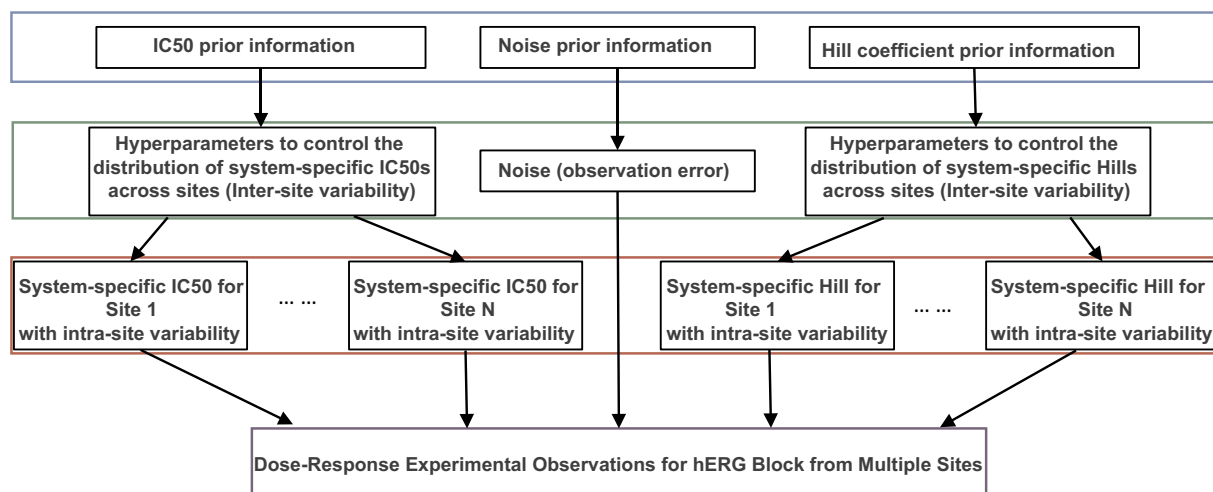 IC50 prior information
Noise prior information
Hill coefficient prior information
Hyperparameters to control the
distribution of system-specific IC50s
across sites (Inter-site variability)
Noise (observation error)
Hyperparameters to control the
distribution of system-specific Hills
across sites (Inter-site variability)
System-specific IC50 for
Site 1
with intra-site variability
... ...
System-specific IC50 for
Site N
with intra-site variability
System-specific Hill for
Site 1
with intra-site variability
... ...
System-specific Hill for
Site N
with intra-site variability
Dose-Response Experimental Observations for hERG Block from Multiple Sites